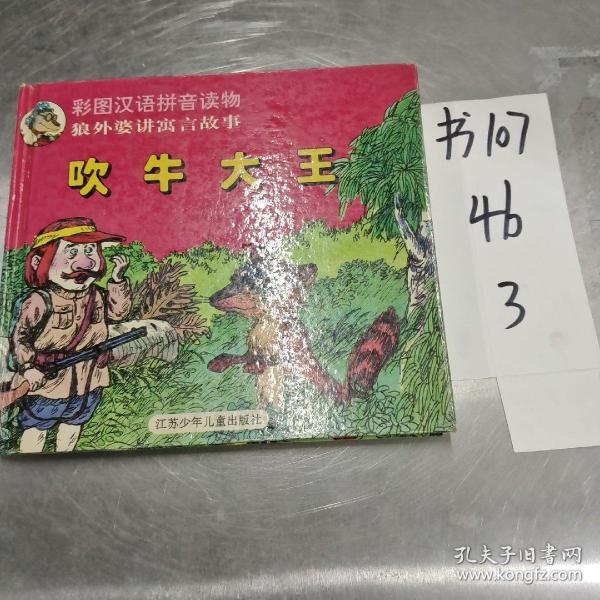 彩图汉语拼音读物
狼外婆讲寓言故事
吹牛大王
江苏少年儿童出版社
书107
46
3
孔夫子旧书网
www.kongfz.com